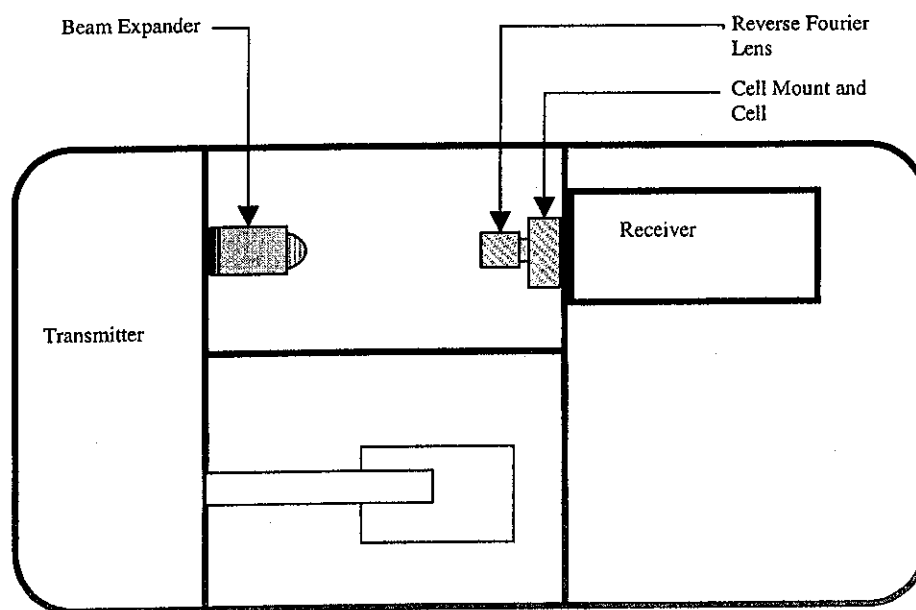 Beam Expander
Reverse Fourier
Lens
Cell Mount and
Cell
Receiver
Transmitter